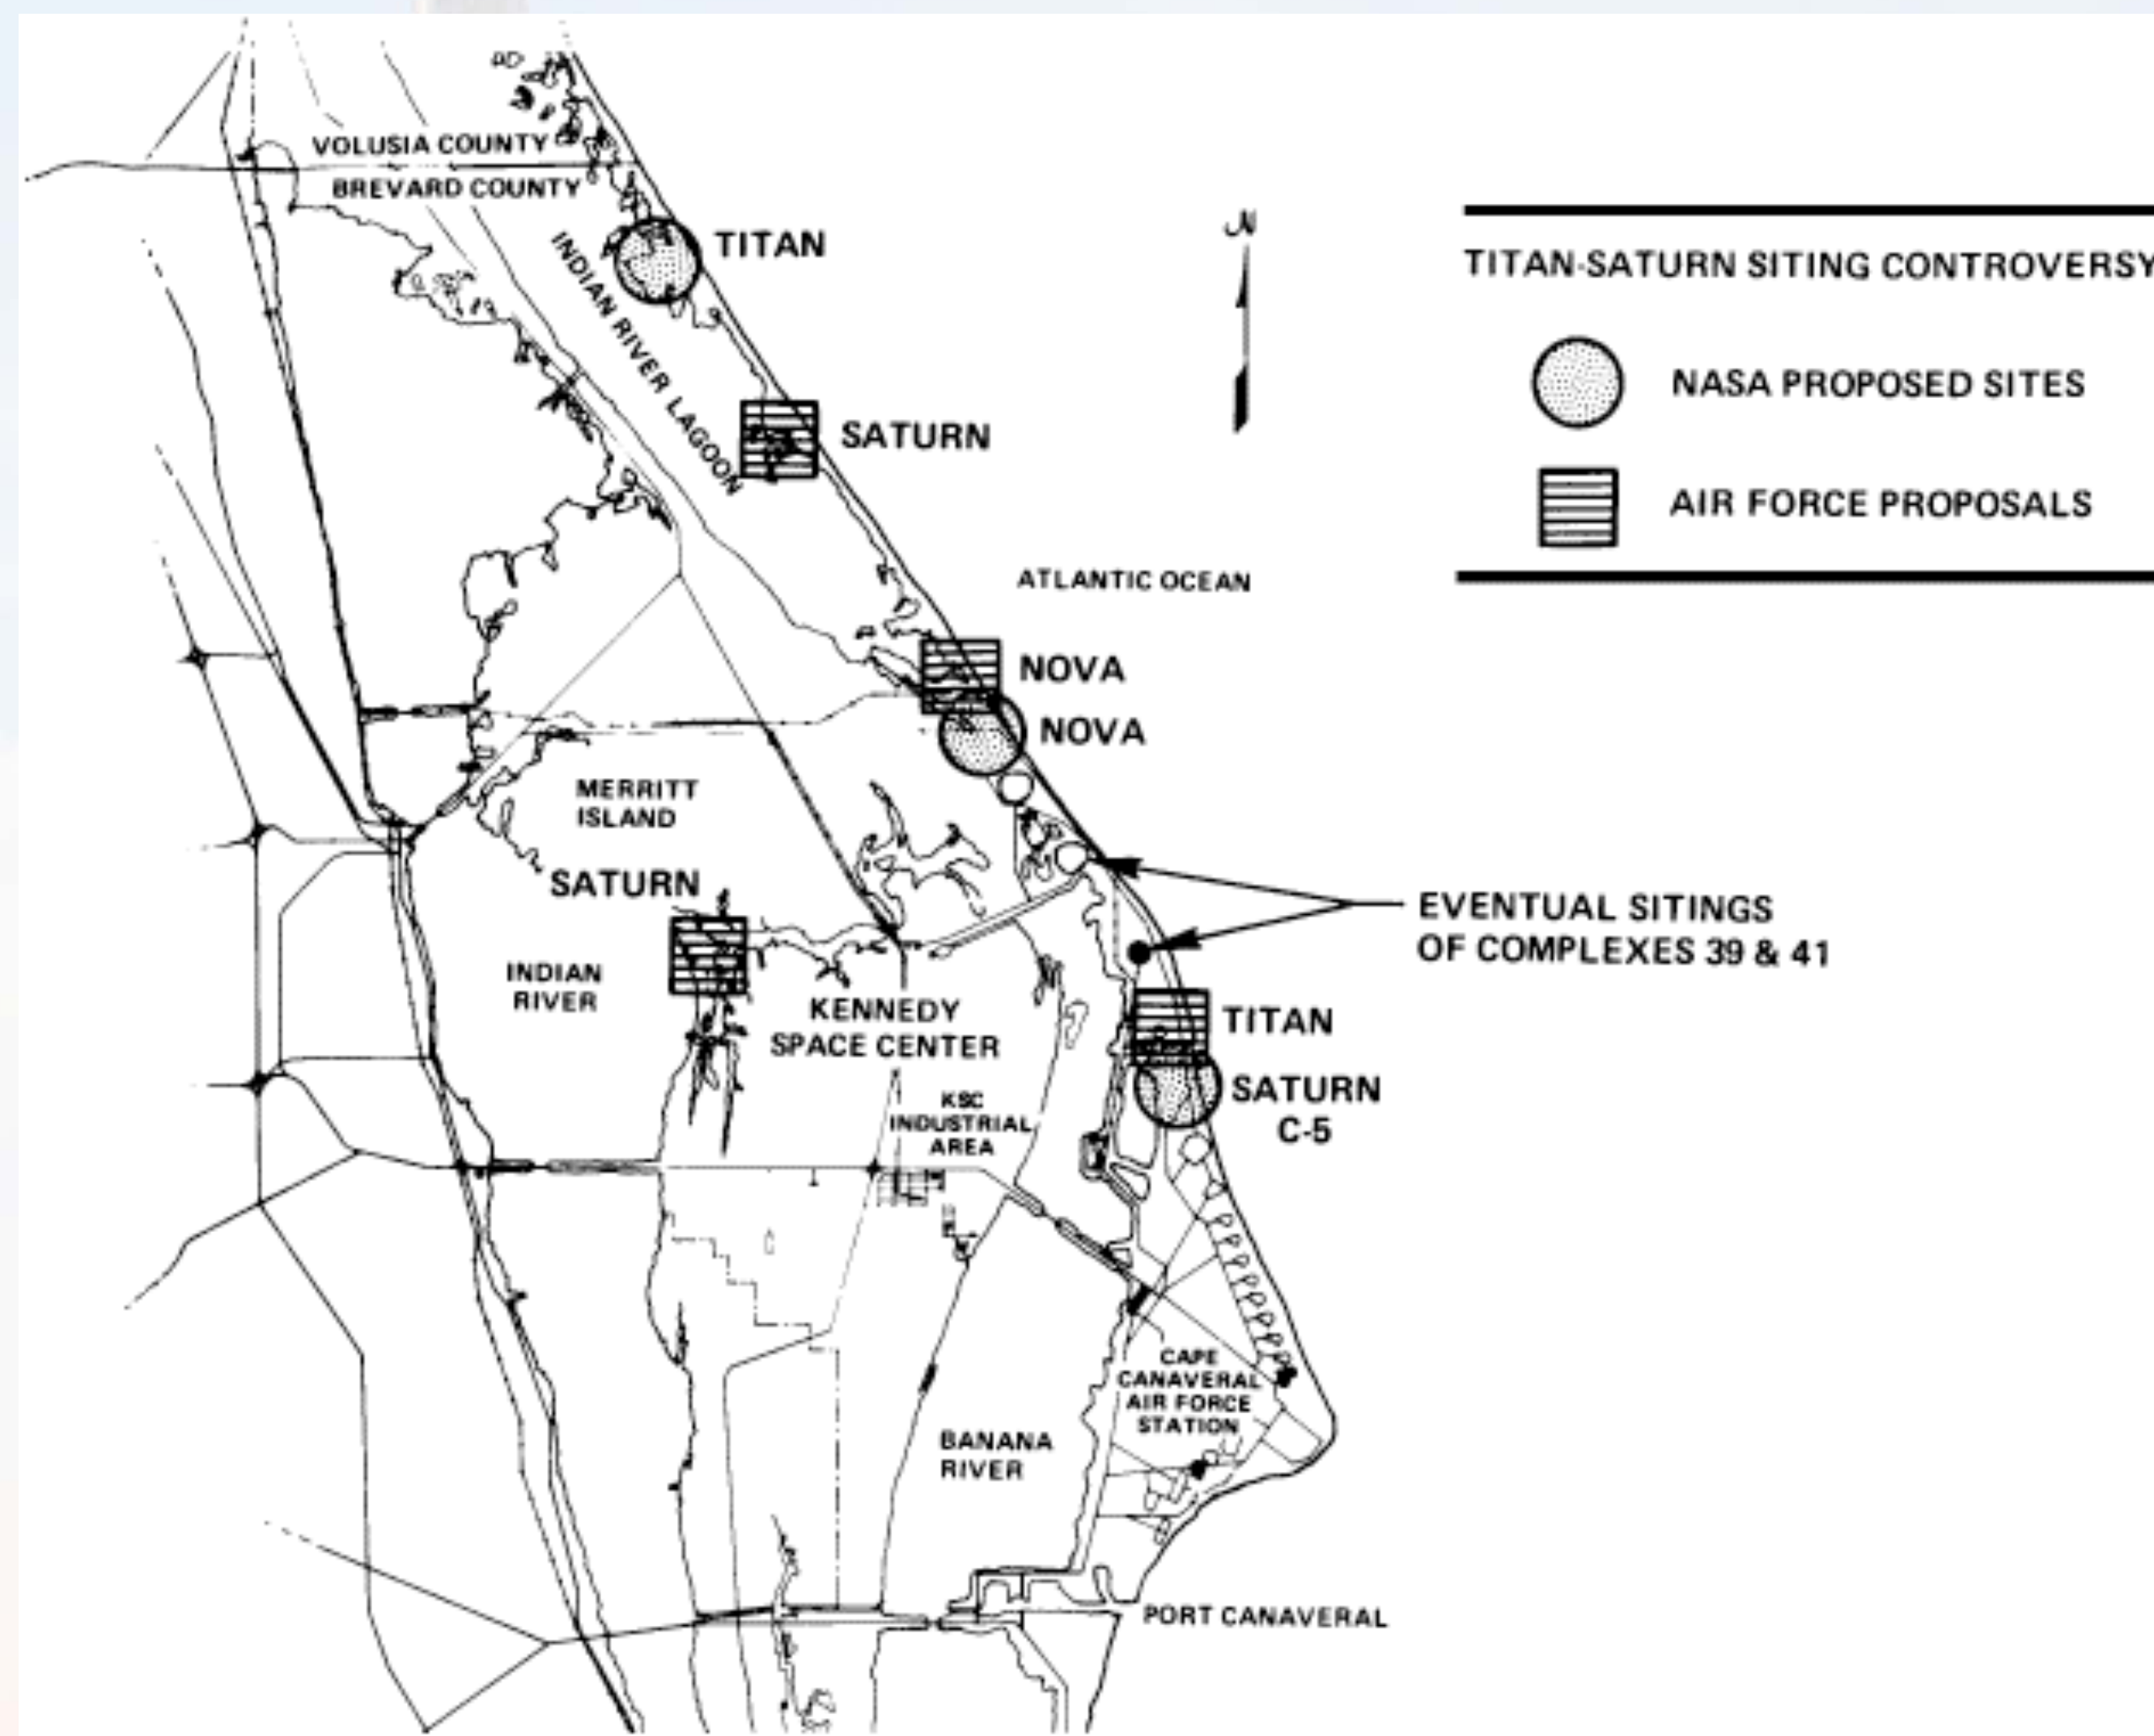 VOLUSIA COUNTY
BREVARD COUNTY
TITAN
INDIAN RIVER LAGOON
SATURN
N
TITAN-SATURN SITING CONTROVERSY
NASA PROPOSED SITES
AIR FORCE PROPOSALS
ATLANTIC OCEAN
NOVA
NOVA
MERRITT
ISLAND
SATURN
INDIAN
RIVER
EVENTUAL SITINGS
OF COMPLEXES 39 & 41
KENNEDY
SPACE CENTER
TITAN
SATURN
C-5
KSC
INDUSTRIAL
AREA
CAPE
CANAVERAL
AIR FORCE
STATION
BANANA
RIVER
PORT CANAVERAL